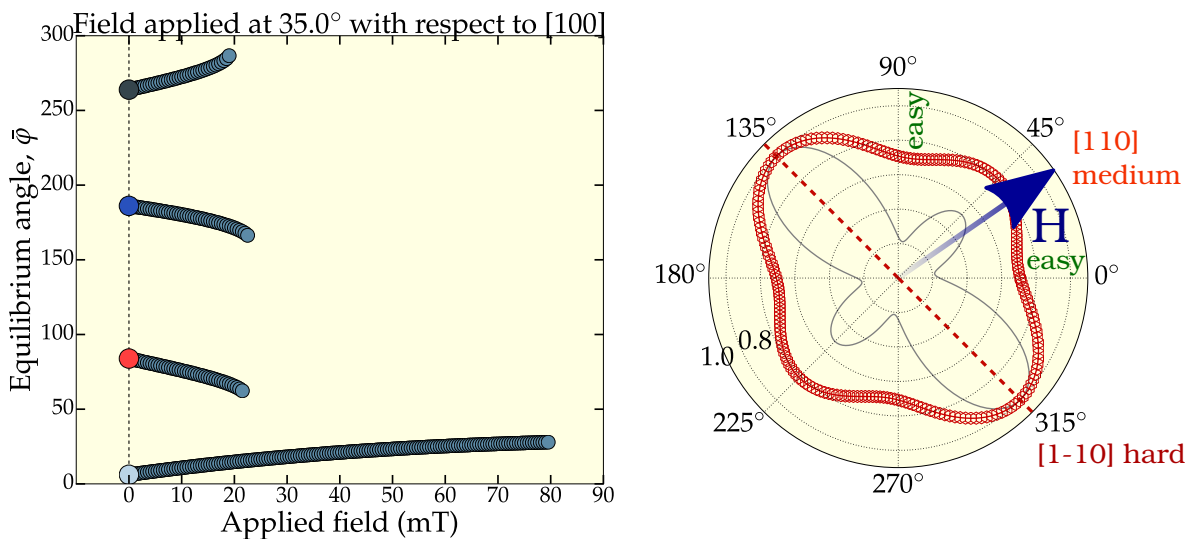 Field applied at 35.0° with respect to [100]
300
250
200
150
100
50
0
Equilibrium angle, φ̄
0 10 20 30 40 50 60 70 80 90
Applied field (mT)
90°
135°
45°
easy
[110]
medium
H
easy
180°
0°
1.0
0.8
225°
315°
[1-10] hard
270°